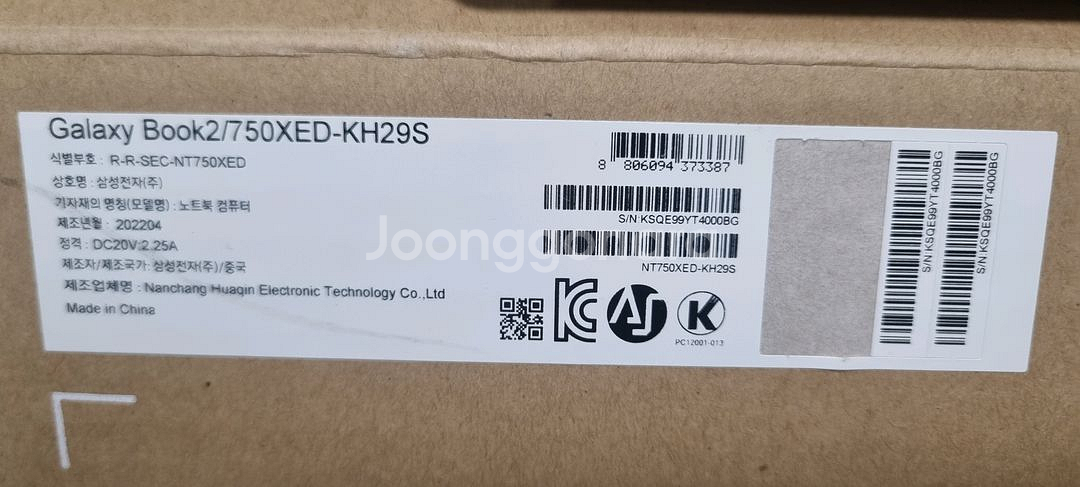 Galaxy Book2/750XED-KH29S
식별부호 : R-R-SEC-NT750XED
상호명 : 삼성전자(주)
기자재의 명칭(모델명) : 노트북 컴퓨터
제조년월 : 202204
정격 : DC20V;2.25A
제조자/제조국가: 삼성전자(주)/중국
제조업체명 : Nanchang Huaqin Electronic Technology Co.,Ltd
Made in China
8 806094 373387
S/N:KSQE99YT4000BG
NT750XED-KH29S
KC
K
PC12001-013
S/N:KSQE99YT4000BG
S/N:KSQE99YT4000BG